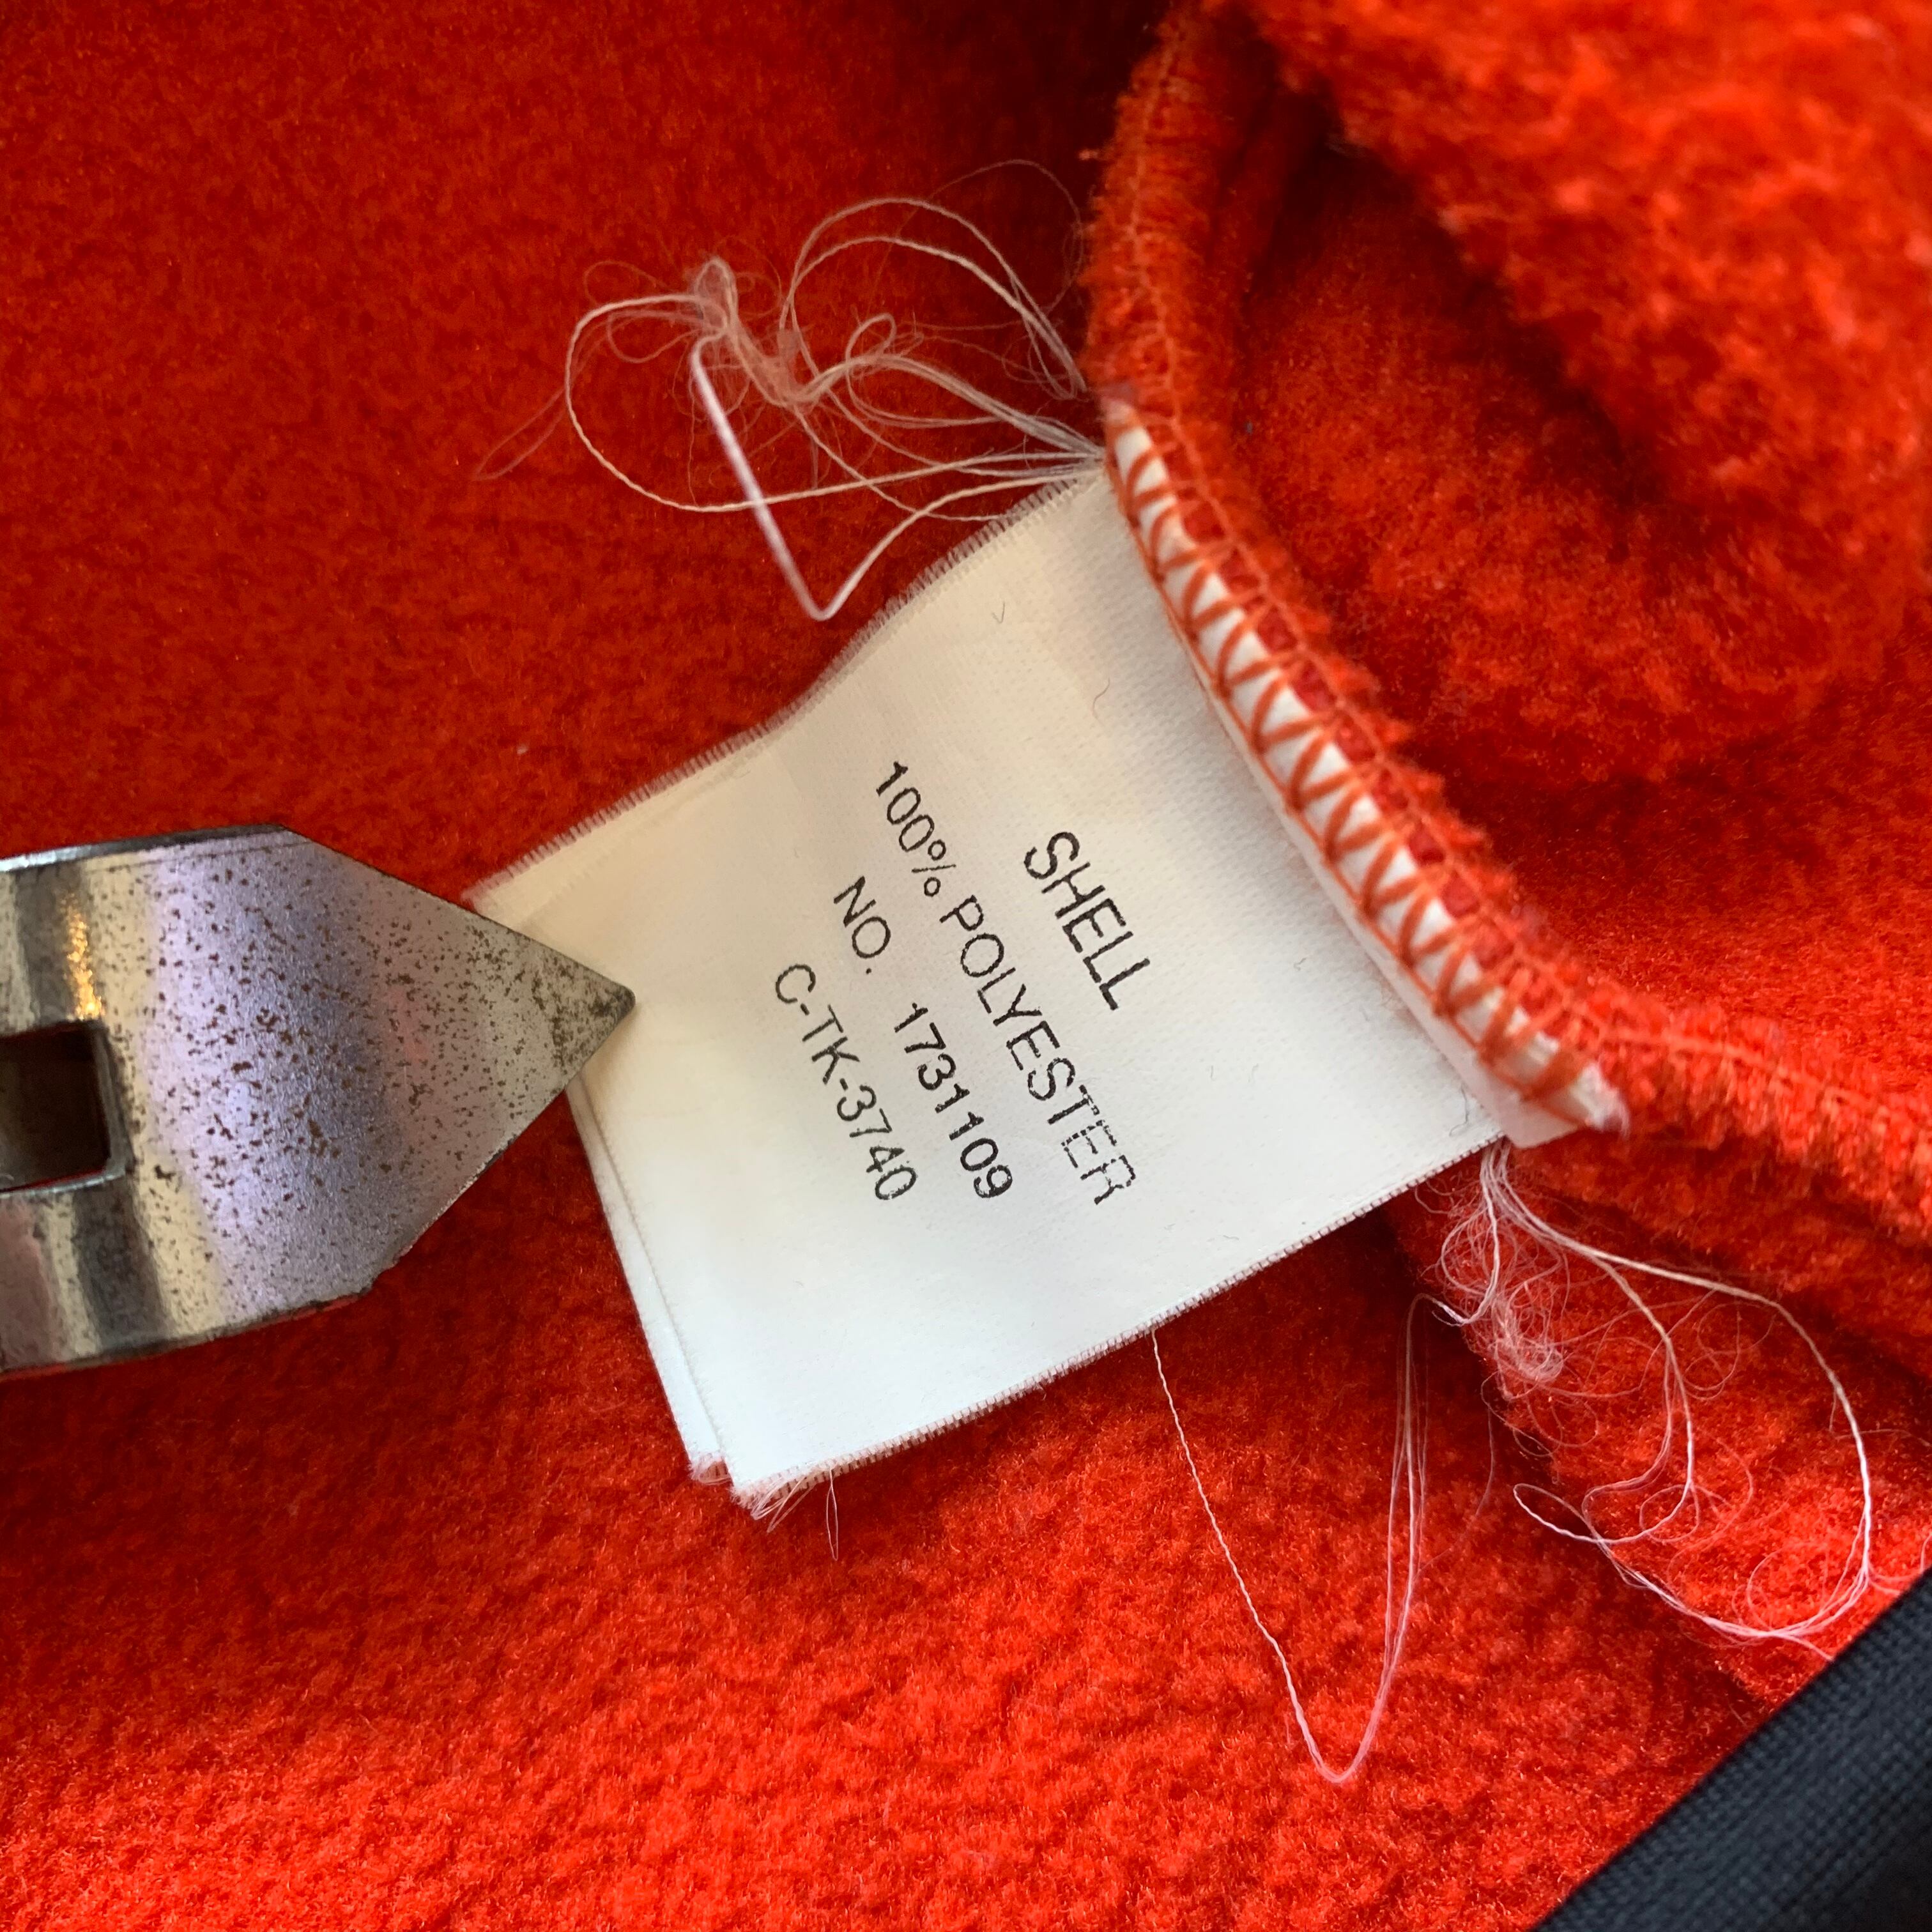 SHELL
100% POLYESTER
NO. 1731109
C-TK-3740